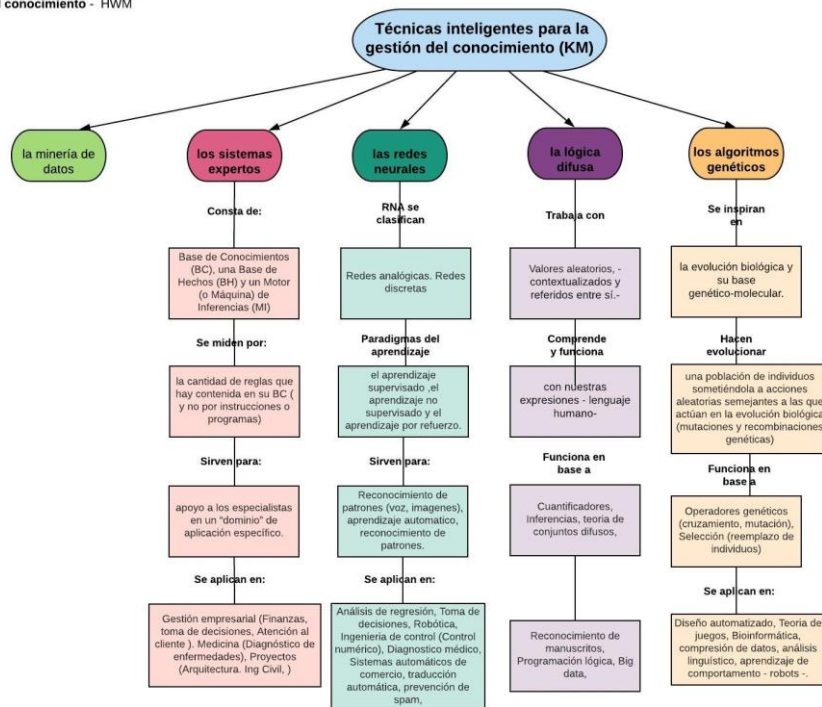 conocimiento - HWM
Técnicas inteligentes para la
gestión del conocimiento (KM)
la minería de
datos
los sistemas
expertos
las redes
neurales
la lógica
difusa
los algoritmos
genéticos
Consta de:
Base de Conocimientos
(BC), una Base de
Hechos (BH) y un Motor
(o Máquina) de
Inferencias (MI)
Se miden por:
la cantidad de reglas que
hay contenida en su BC (
y no por instrucciones o
programas)
Sirven para:
apoyo a los especialistas
en un "dominio" de
aplicación específico.
Se aplican en:
Gestión empresarial (Finanzas,
toma de decisiones, Atención al
cliente ). Medicina (Diagnóstico de
enfermedades), Proyectos
(Arquitectura. Ing Civil, )
RNA se
clasifican
Redes analógicas. Redes
discretas
Paradigmas del
aprendizaje
el aprendizaje
supervisado ,el
aprendizaje no
supervisado y el
aprendizaje por refuerzo.
Sirven para:
Reconocimiento de
patrones (voz, imagenes),
aprendizaje automatico,
reconocimiento de
patrones.
Se aplican en:
Análisis de regresión, Toma de
decisiones, Robótica,
Ingenieria de control (Control
numérico), Diagnostico médico,
Sistemas automáticos de
comercio, traducción
automática, prevención de
spam,
Trabaja con
Valores aleatorios, -
contextualizados y
referidos entre sí.-
Comprende
y funciona
con nuestras
expresiones - lenguaje
humano-
Funciona en
base a
Cuantificadores,
Inferencias, teoria de
conjuntos difusos,
Reconocimiento de
manuscritos,
Programación lógica, Big
data,
Se inspiran
en
la evolución biológica y
su base
genético-molecular.
Hacen
evolucionar
una población de individuos
sometiéndola a acciones
aleatorias semejantes a las que
actúan en la evolución biológica
(mutaciones y recombinaciones
genéticas)
Funciona en
base a
Operadores genéticos
(cruzamiento, mutación),
Selección (reemplazo de
individuos)
Se aplican en:
Diseño automatizado, Teoria de
juegos, Bioinformática,
compresión de datos, análisis
linguístico, aprendizaje de
comportamiento - robots -.